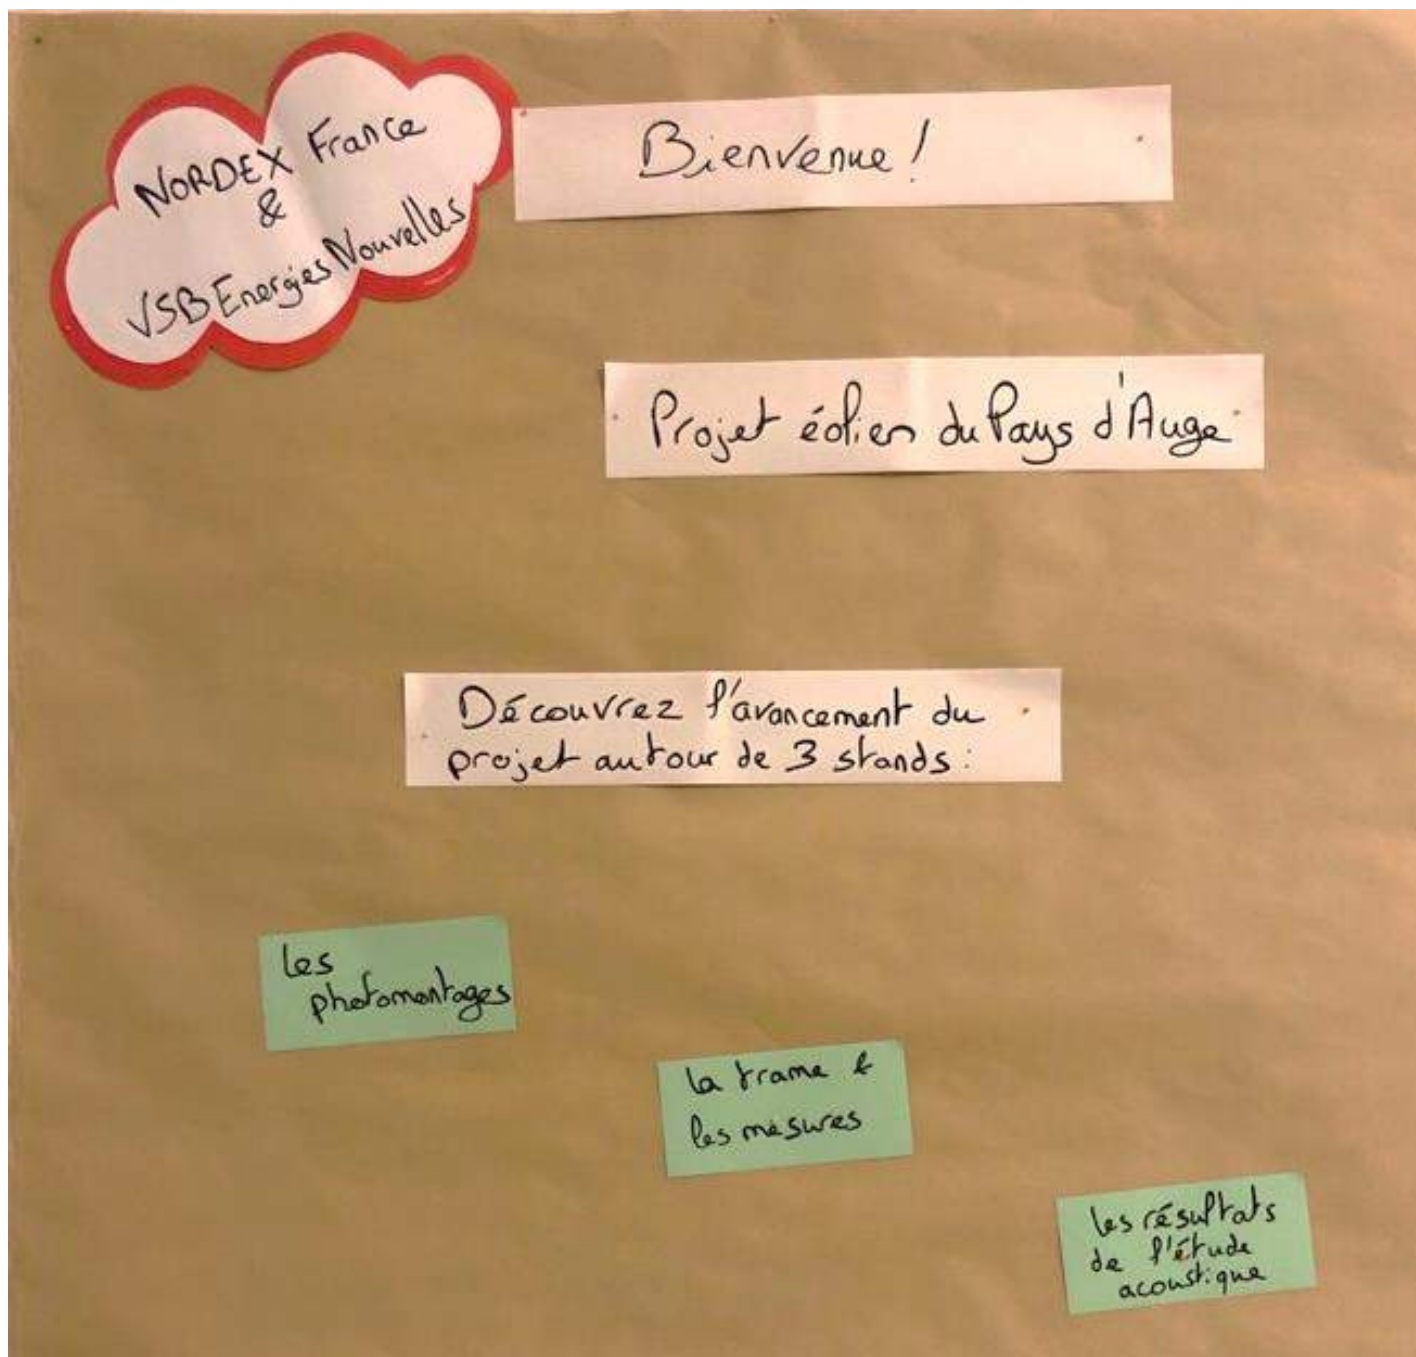 NORDEX France
&
VSB Energies Nouvelles
Bienvenue !
Projet éolien du Pays d'Auge
Découvrez l'avancement du
projet autour de 3 stands :
les
photomontages
la trame &
les mesures
les résultats
de l'étude
acoustique